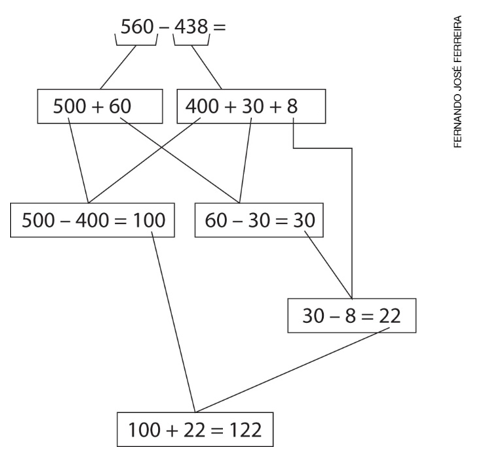 560 – 438 =
500 + 60
400 + 30 + 8
500 – 400 = 100
60 – 30 = 30
30 – 8 = 22
100 + 22 = 122
FERNANDO JOSÉ FERREIRA